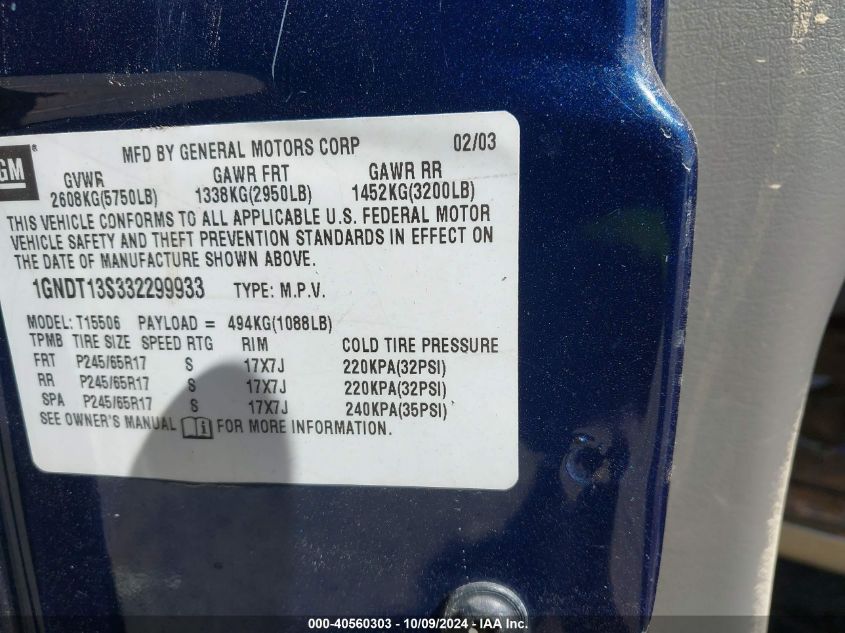 GM
MFD BY GENERAL MOTORS CORP 02/03
GVWR GAWR FRT GAWR RR
2608KG(5750LB) 1338KG(2950LB) 1452KG(3200LB)
THIS VEHICLE CONFORMS TO ALL APPLICABLE U.S. FEDERAL MOTOR
VEHICLE SAFETY AND THEFT PREVENTION STANDARDS IN EFFECT ON
THE DATE OF MANUFACTURE SHOWN ABOVE.
1GNDT13S332299933 TYPE: M.P.V.
MODEL: T15506 PAYLOAD = 494KG(1088LB)
TPMB TIRE SIZE SPEED RTG RIM COLD TIRE PRESSURE
FRT P245/65R17 S 17X7J 220KPA(32PSI)
RR P245/65R17 S 17X7J 220KPA(32PSI)
SPA P245/65R17 S 17X7J 240KPA(35PSI)
SEE OWNER'S MANUAL i FOR MORE INFORMATION.
000-40560303 - 10/09/2024 - IAA Inc.